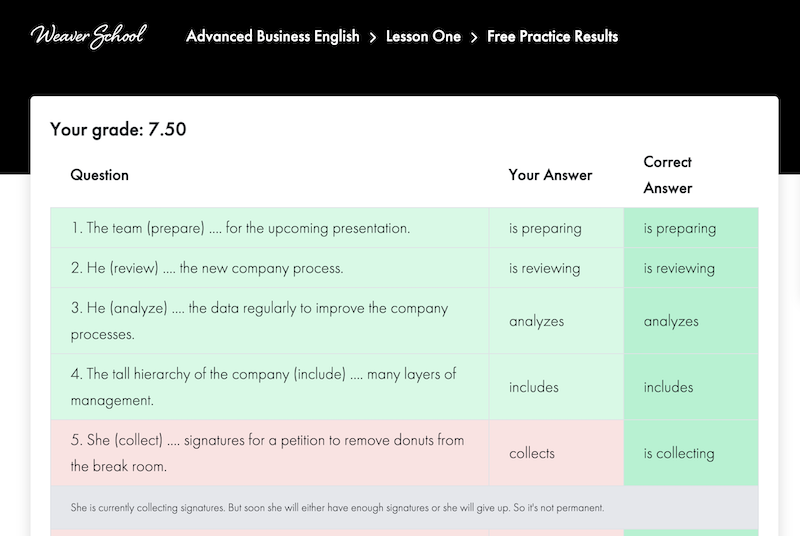 Weaver School
Advanced Business English > Lesson One > Free Practice Results
Your grade: 7.50
Question
Your Answer
Correct
Answer
1. The team (prepare) .... for the upcoming presentation.
is preparing
is preparing
2. He (review) .... the new company process.
is reviewing
is reviewing
3. He (analyze) .... the data regularly to improve the company
processes.
analyzes
analyzes
4. The tall hierarchy of the company (include) .... many layers of
management.
includes
includes
5. She (collect) .... signatures for a petition to remove donuts from
the break room.
collects
is collecting
She is currently collecting signatures. But soon she will either have enough signatures or she will give up. So it's not permanent.